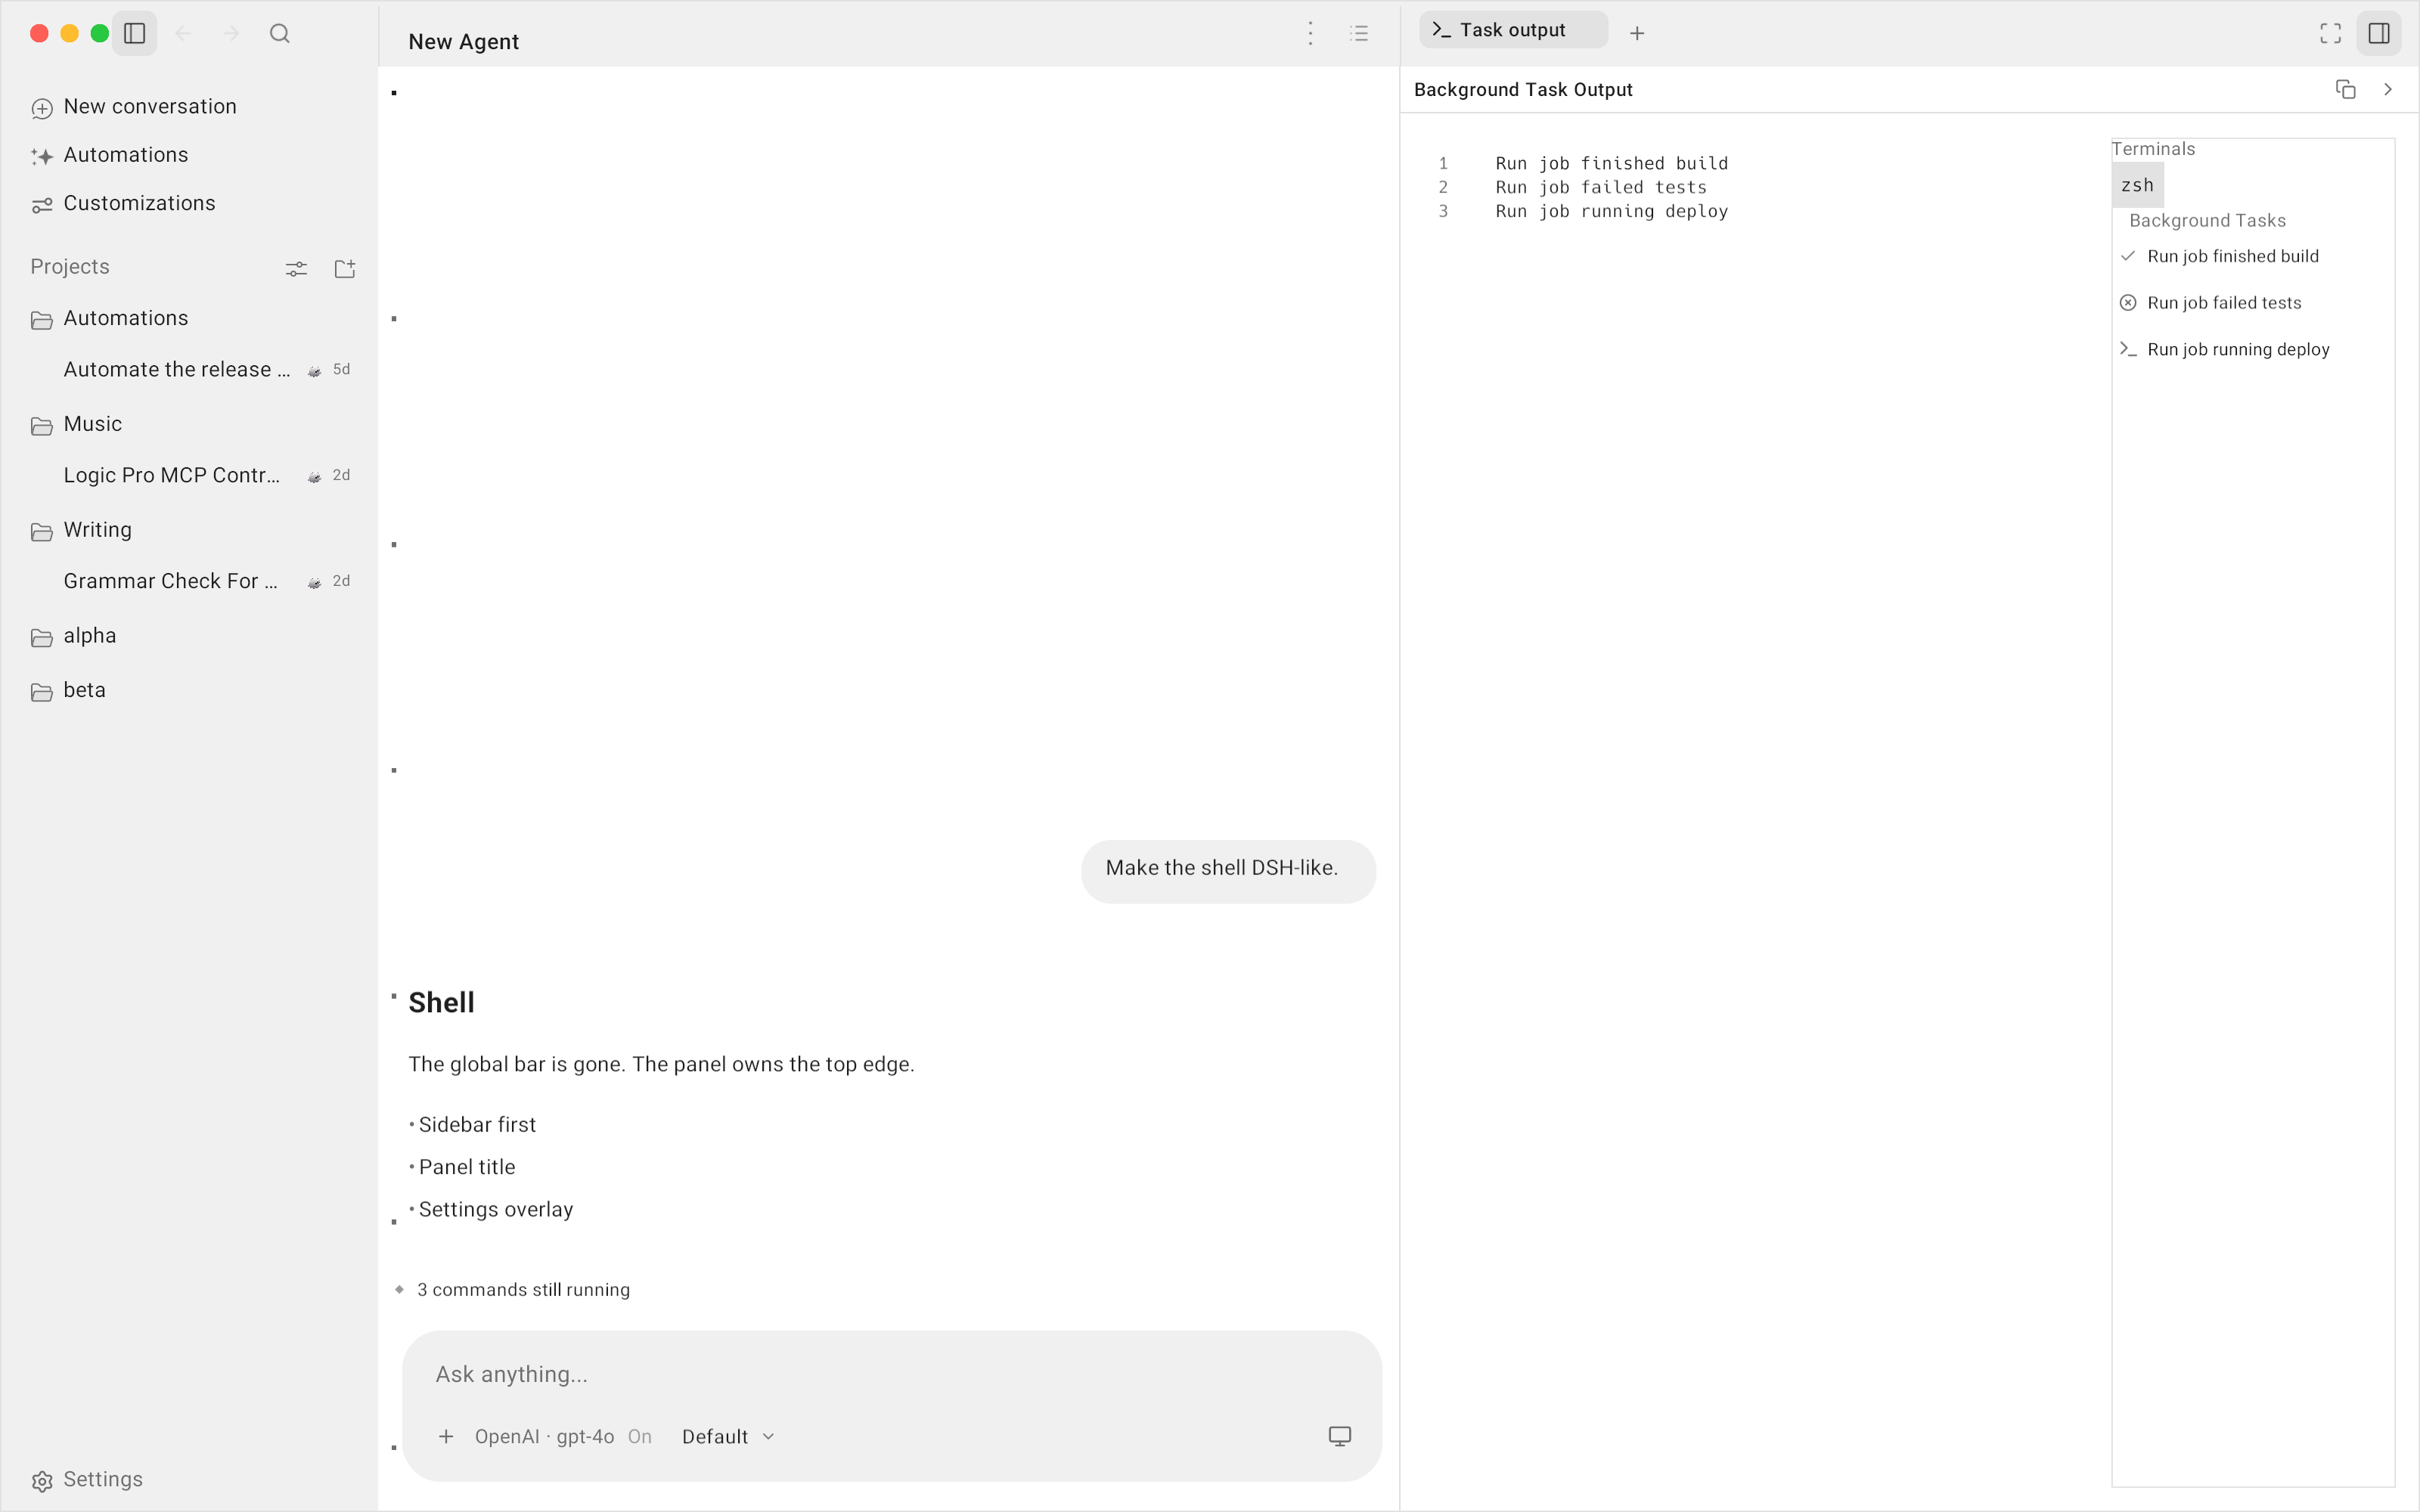 New conversation
Automations
Customizations
Projects
Automations
Automate the release ... 5d
Music
Logic Pro MCP Contr... 2d
Writing
Grammar Check For ... 2d
alpha
beta
Settings
New Agent
Make the shell DSH-like.
Shell
The global bar is gone. The panel owns the top edge.
• Sidebar first
• Panel title
• Settings overlay
3 commands still running
Ask anything...
OpenAI · gpt-4o On Default
Task output
Background Task Output
1 Run job finished build
2 Run job failed tests
3 Run job running deploy
Terminals
zsh
Background Tasks
Run job finished build
Run job failed tests
Run job running deploy